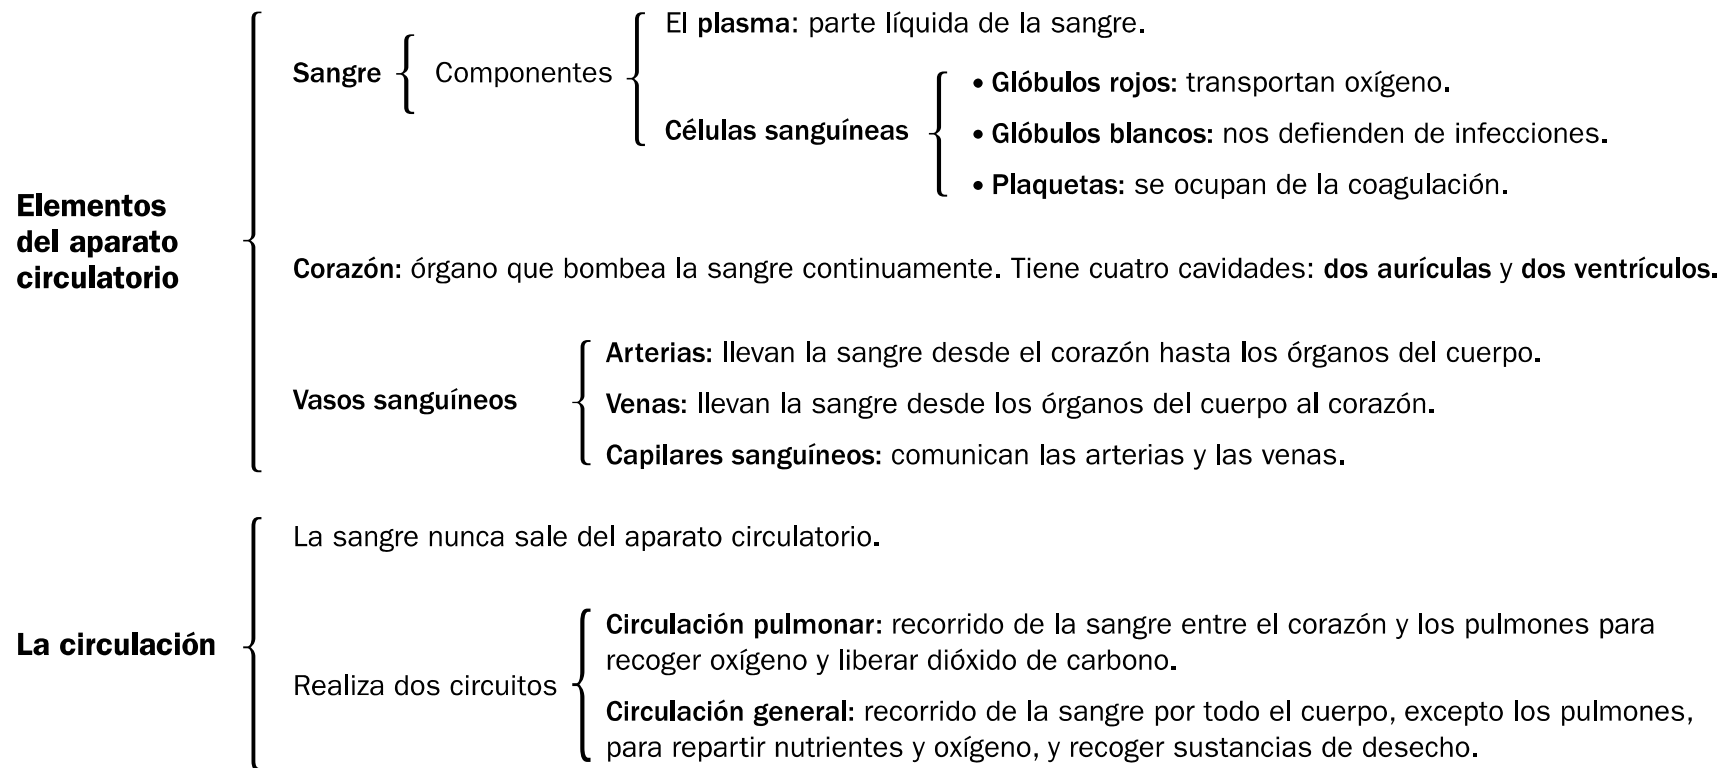 El plasma: parte líquida de la sangre.
Sangre
Componentes
• Glóbulos rojos: transportan oxígeno.
Células sanguíneas
• Glóbulos blancos: nos defienden de infecciones.
• Plaquetas: se ocupan de la coagulación.
Elementos
del aparato
circulatorio
Corazón: órgano que bombea la sangre continuamente. Tiene cuatro cavidades: dos aurículas y dos ventrículos.
Vasos sanguíneos
Arterias: llevan la sangre desde el corazón hasta los órganos del cuerpo.
Venas: llevan la sangre desde los órganos del cuerpo al corazón.
Capilares sanguíneos: comunican las arterias y las venas.
La circulación
La sangre nunca sale del aparato circulatorio.
Realiza dos circuitos
Circulación pulmonar: recorrido de la sangre entre el corazón y los pulmones para
recoger oxígeno y liberar dióxido de carbono.
Circulación general: recorrido de la sangre por todo el cuerpo, excepto los pulmones,
para repartir nutrientes y oxígeno, y recoger sustancias de desecho.